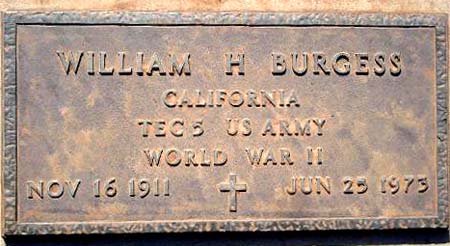 WILLIAM H BURGESS
CALIFORNIA
TEC 5 US ARMY
WORLD WAR II
NOV 16 1911 JUN 25 1973